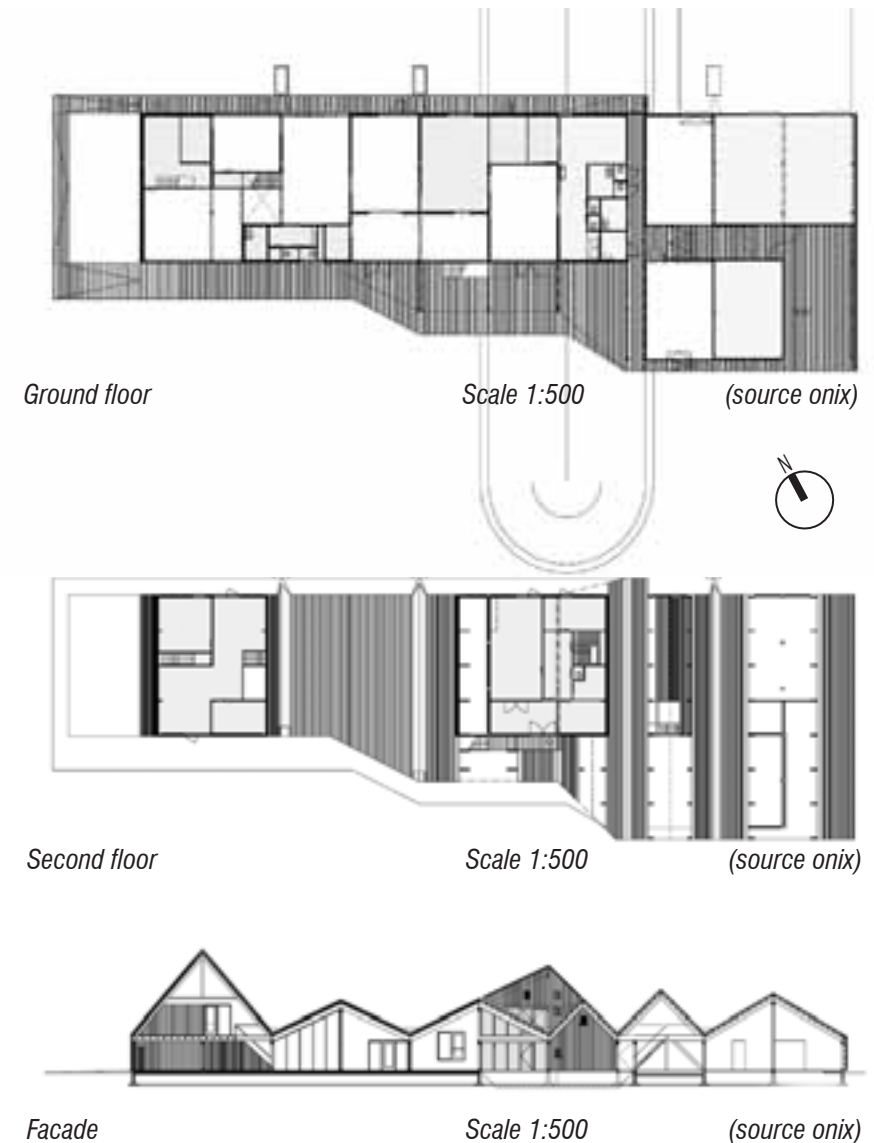 Ground floor Scale 1:500 (source onix)
N
Second floor Scale 1:500 (source onix)
Facade Scale 1:500 (source onix)